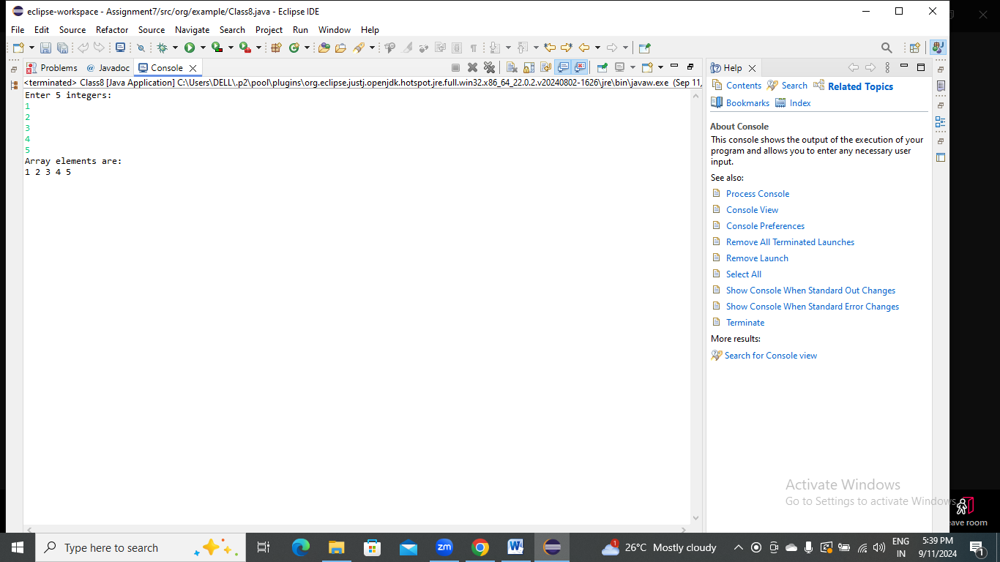 eclipse-workspace - Assignment7/src/org/example/Class8.java - Eclipse IDE
File Edit Source Refactor Source Navigate Search Project Run Window Help
Problems @ Javadoc Console
<terminated> Class8 [Java Application] C:\Users\DELL\.p2\pool\plugins\org.eclipse.justj.openjdk.hotspot.jre.full.win32.x86_64_22.0.2.v20240802-1626\jre\bin\javaw.exe (Sep 11,
Enter 5 integers:
1
2
3
4
5
Array elements are:
1 2 3 4 5
Help
Contents Search Related Topics
Bookmarks Index
About Console
This console shows the output of the execution of your
program and allows you to enter any necessary user
input.
See also:
Process Console
Console View
Console Preferences
Remove All Terminated Launches
Remove Launch
Select All
Show Console When Standard Out Changes
Show Console When Standard Error Changes
Terminate
More results:
Search for Console view
Activate Windows
Go to Settings to activate Windows.
eave room
Type here to search
zm
W
1
26°C Mostly cloudy
ENG
IN
5:39 PM
9/11/2024
1